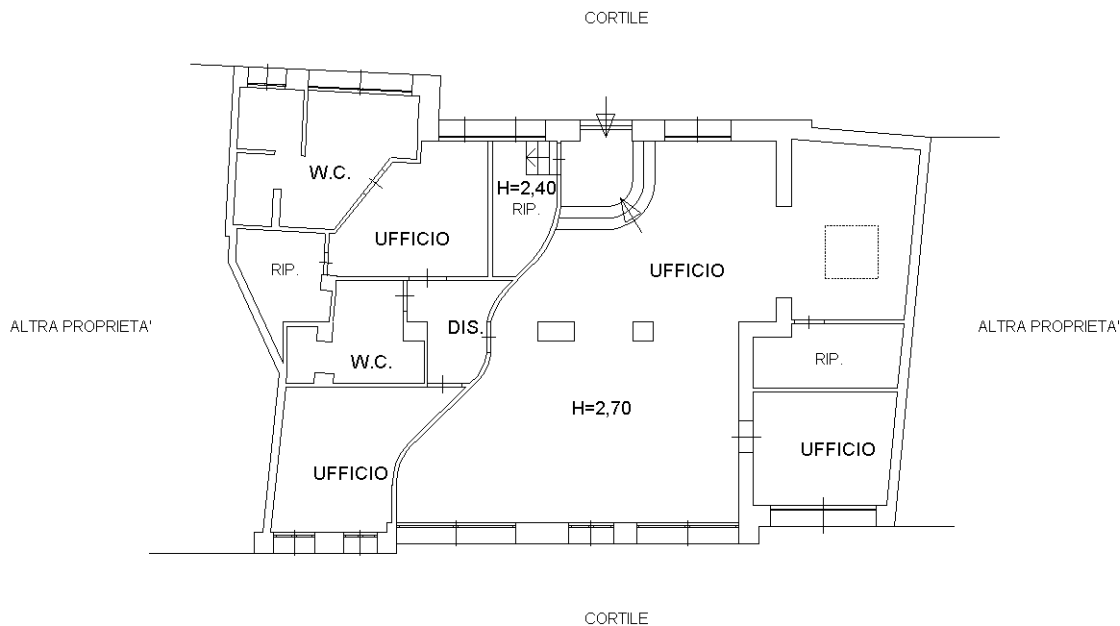 CORTILE
W.C.
H=2,40
RIP.
UFFICIO
RIP.
UFFICIO
ALTRA PROPRIETA'
DIS.
ALTRA PROPRIETA'
W.C.
RIP.
H=2,70
UFFICIO
UFFICIO
CORTILE